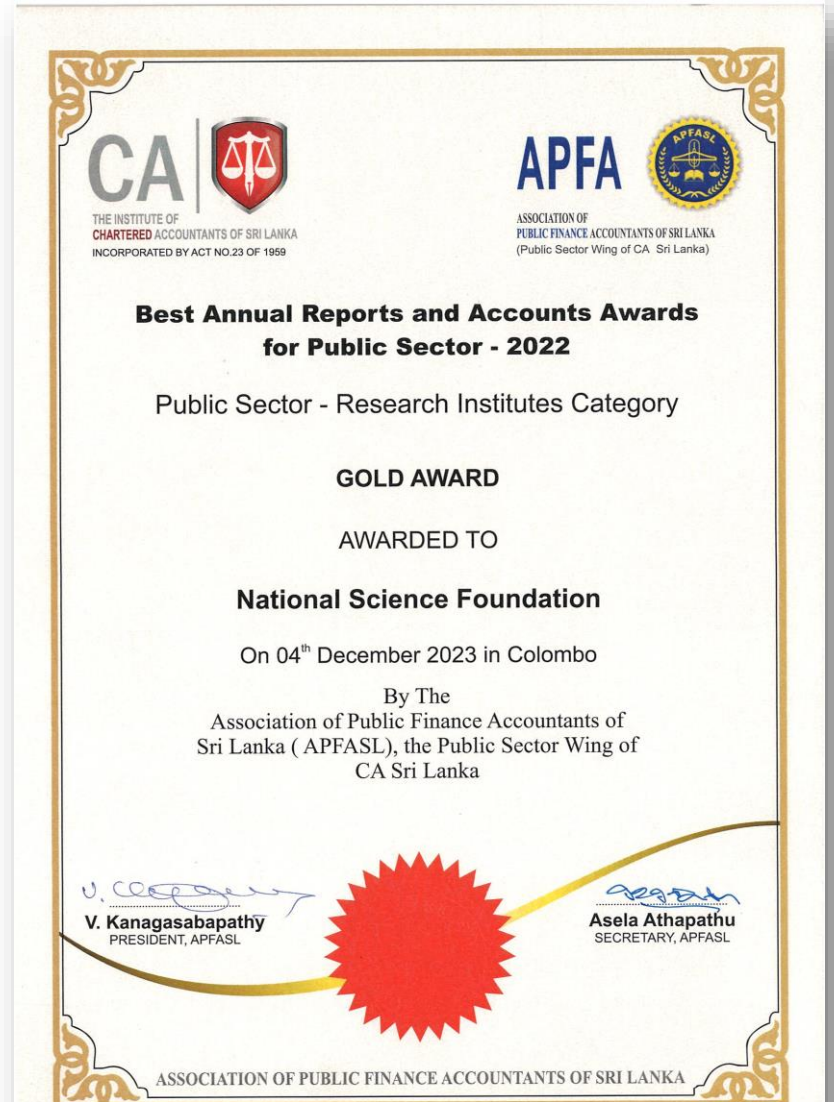 CA
THE INSTITUTE OF
CHARTERED ACCOUNTANTS OF SRI LANKA
INCORPORATED BY ACT NO.23 OF 1959
APFA
APFASL
ASSOCIATION OF
PUBLIC FINANCE ACCOUNTANTS OF SRI LANKA
(Public Sector Wing of CA Sri Lanka)
Best Annual Reports and Accounts Awards
for Public Sector - 2022
Public Sector - Research Institutes Category
GOLD AWARD
AWARDED TO
National Science Foundation
On 04th December 2023 in Colombo
By The
Association of Public Finance Accountants of
Sri Lanka ( APFASL), the Public Sector Wing of
CA Sri Lanka
V. Kanagasabapathy
PRESIDENT, APFASL
Asela Athapathu
SECRETARY, APFASL
ASSOCIATION OF PUBLIC FINANCE ACCOUNTANTS OF SRI LANKA